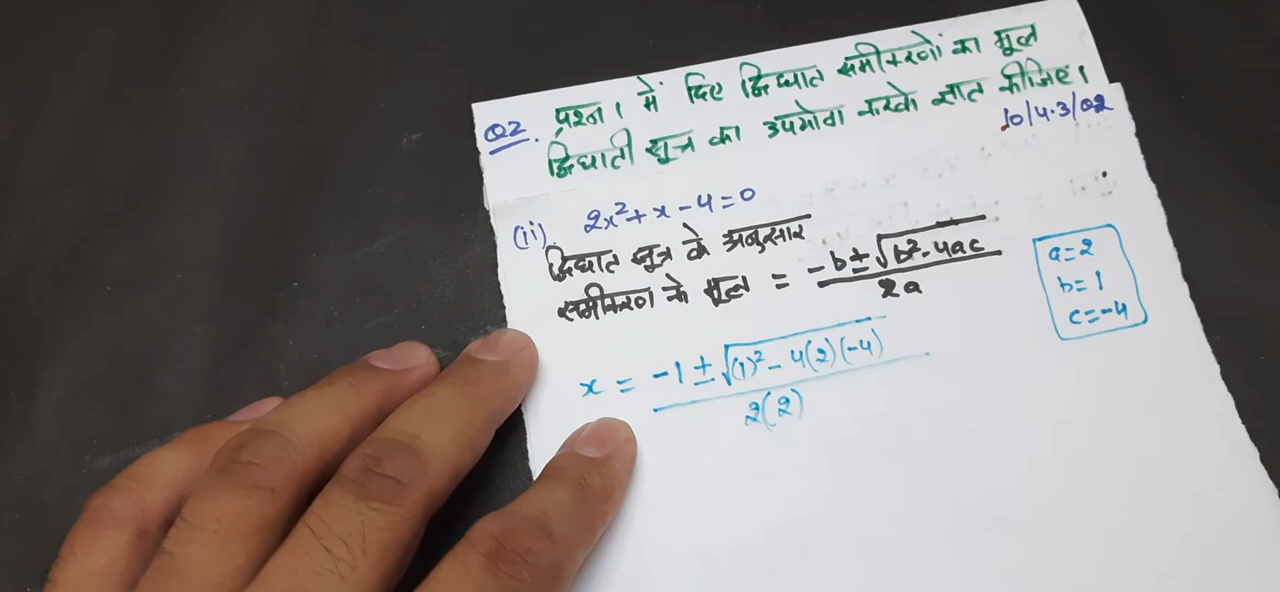 Q2. प्रश्न 1 में दिए द्विघात समीकरणों का मूल
द्विघाती सूत्र का उपयोग करके ज्ञात कीजिए।
10/4.3/Q2
(ii). 2x²+x-4=0
द्विघात सूत्र के अनुसार
समीकरण के मूल = (-b±√(b²-4ac))/(2a)
a=2
b=1
c=-4
x = (-1±√((1)²-4(2)(-4)))/(2(2))